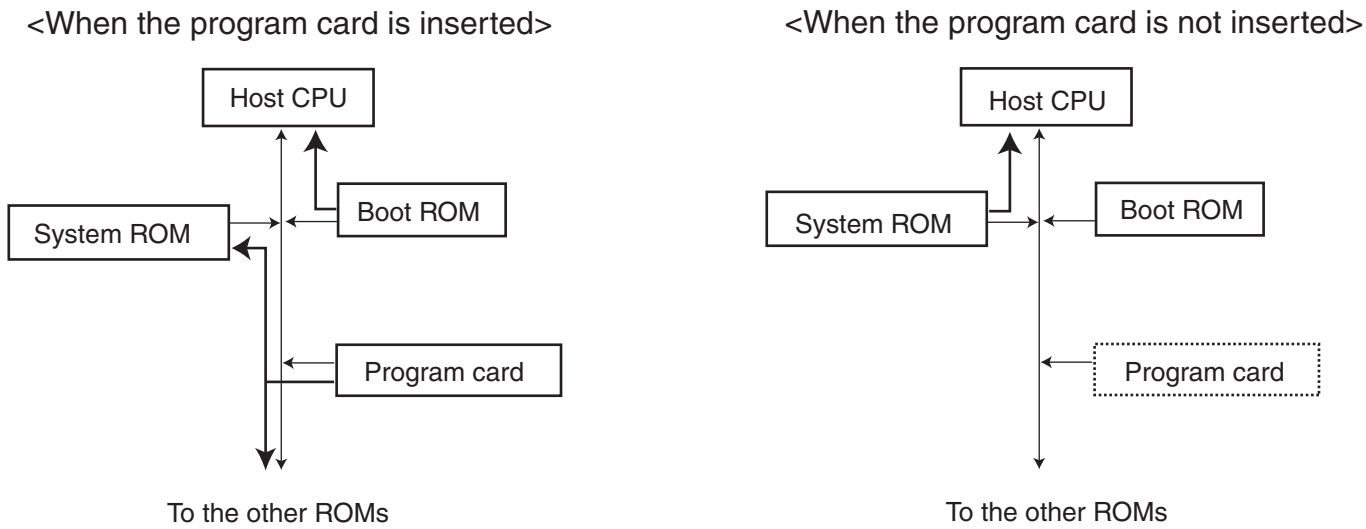 <When the program card is inserted>
Host CPU
System ROM
Boot ROM
Program card
To the other ROMs
<When the program card is not inserted>
Host CPU
System ROM
Boot ROM
Program card
To the other ROMs